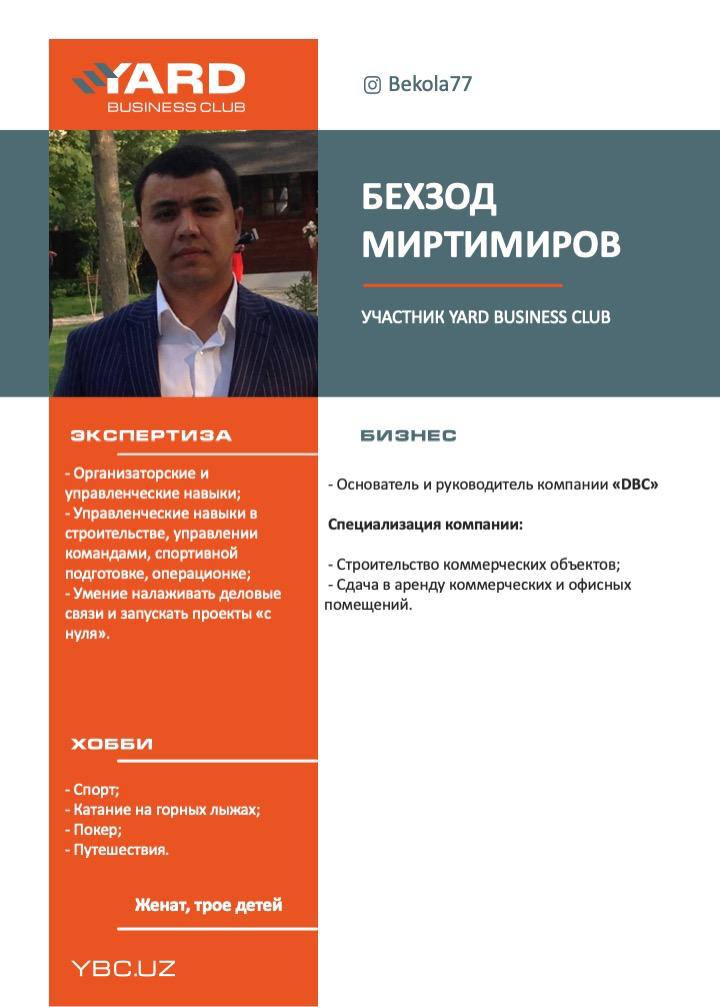 YARD
BUSINESS CLUB
Bekola77
БЕХЗОД
МИРТИМИРОВ
УЧАСТНИК YARD BUSINESS CLUB
ЭКСПЕРТИЗА
- Организаторские и
управленческие навыки;
- Управленческие навыки в
строительстве, управлении
командами, спортивной
подготовке, операционке;
- Умение налаживать деловые
связи и запускать проекты «с
нуля».
ХОББИ
- Спорт;
- Катание на горных лыжах;
- Покер;
- Путешествия.
Женат, трое детей
YBC.UZ
БИЗНЕС
- Основатель и руководитель компании «DBC»
Специализация компании:
- Строительство коммерческих объектов;
- Сдача в аренду коммерческих и офисных
помещений.